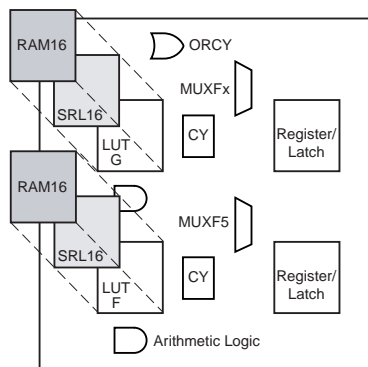 RAM16
ORCY
SRL16
MUXFx
LUT
G
CY
Register/
Latch
RAM16
SRL16
MUXF5
LUT
F
CY
Register/
Latch
Arithmetic Logic